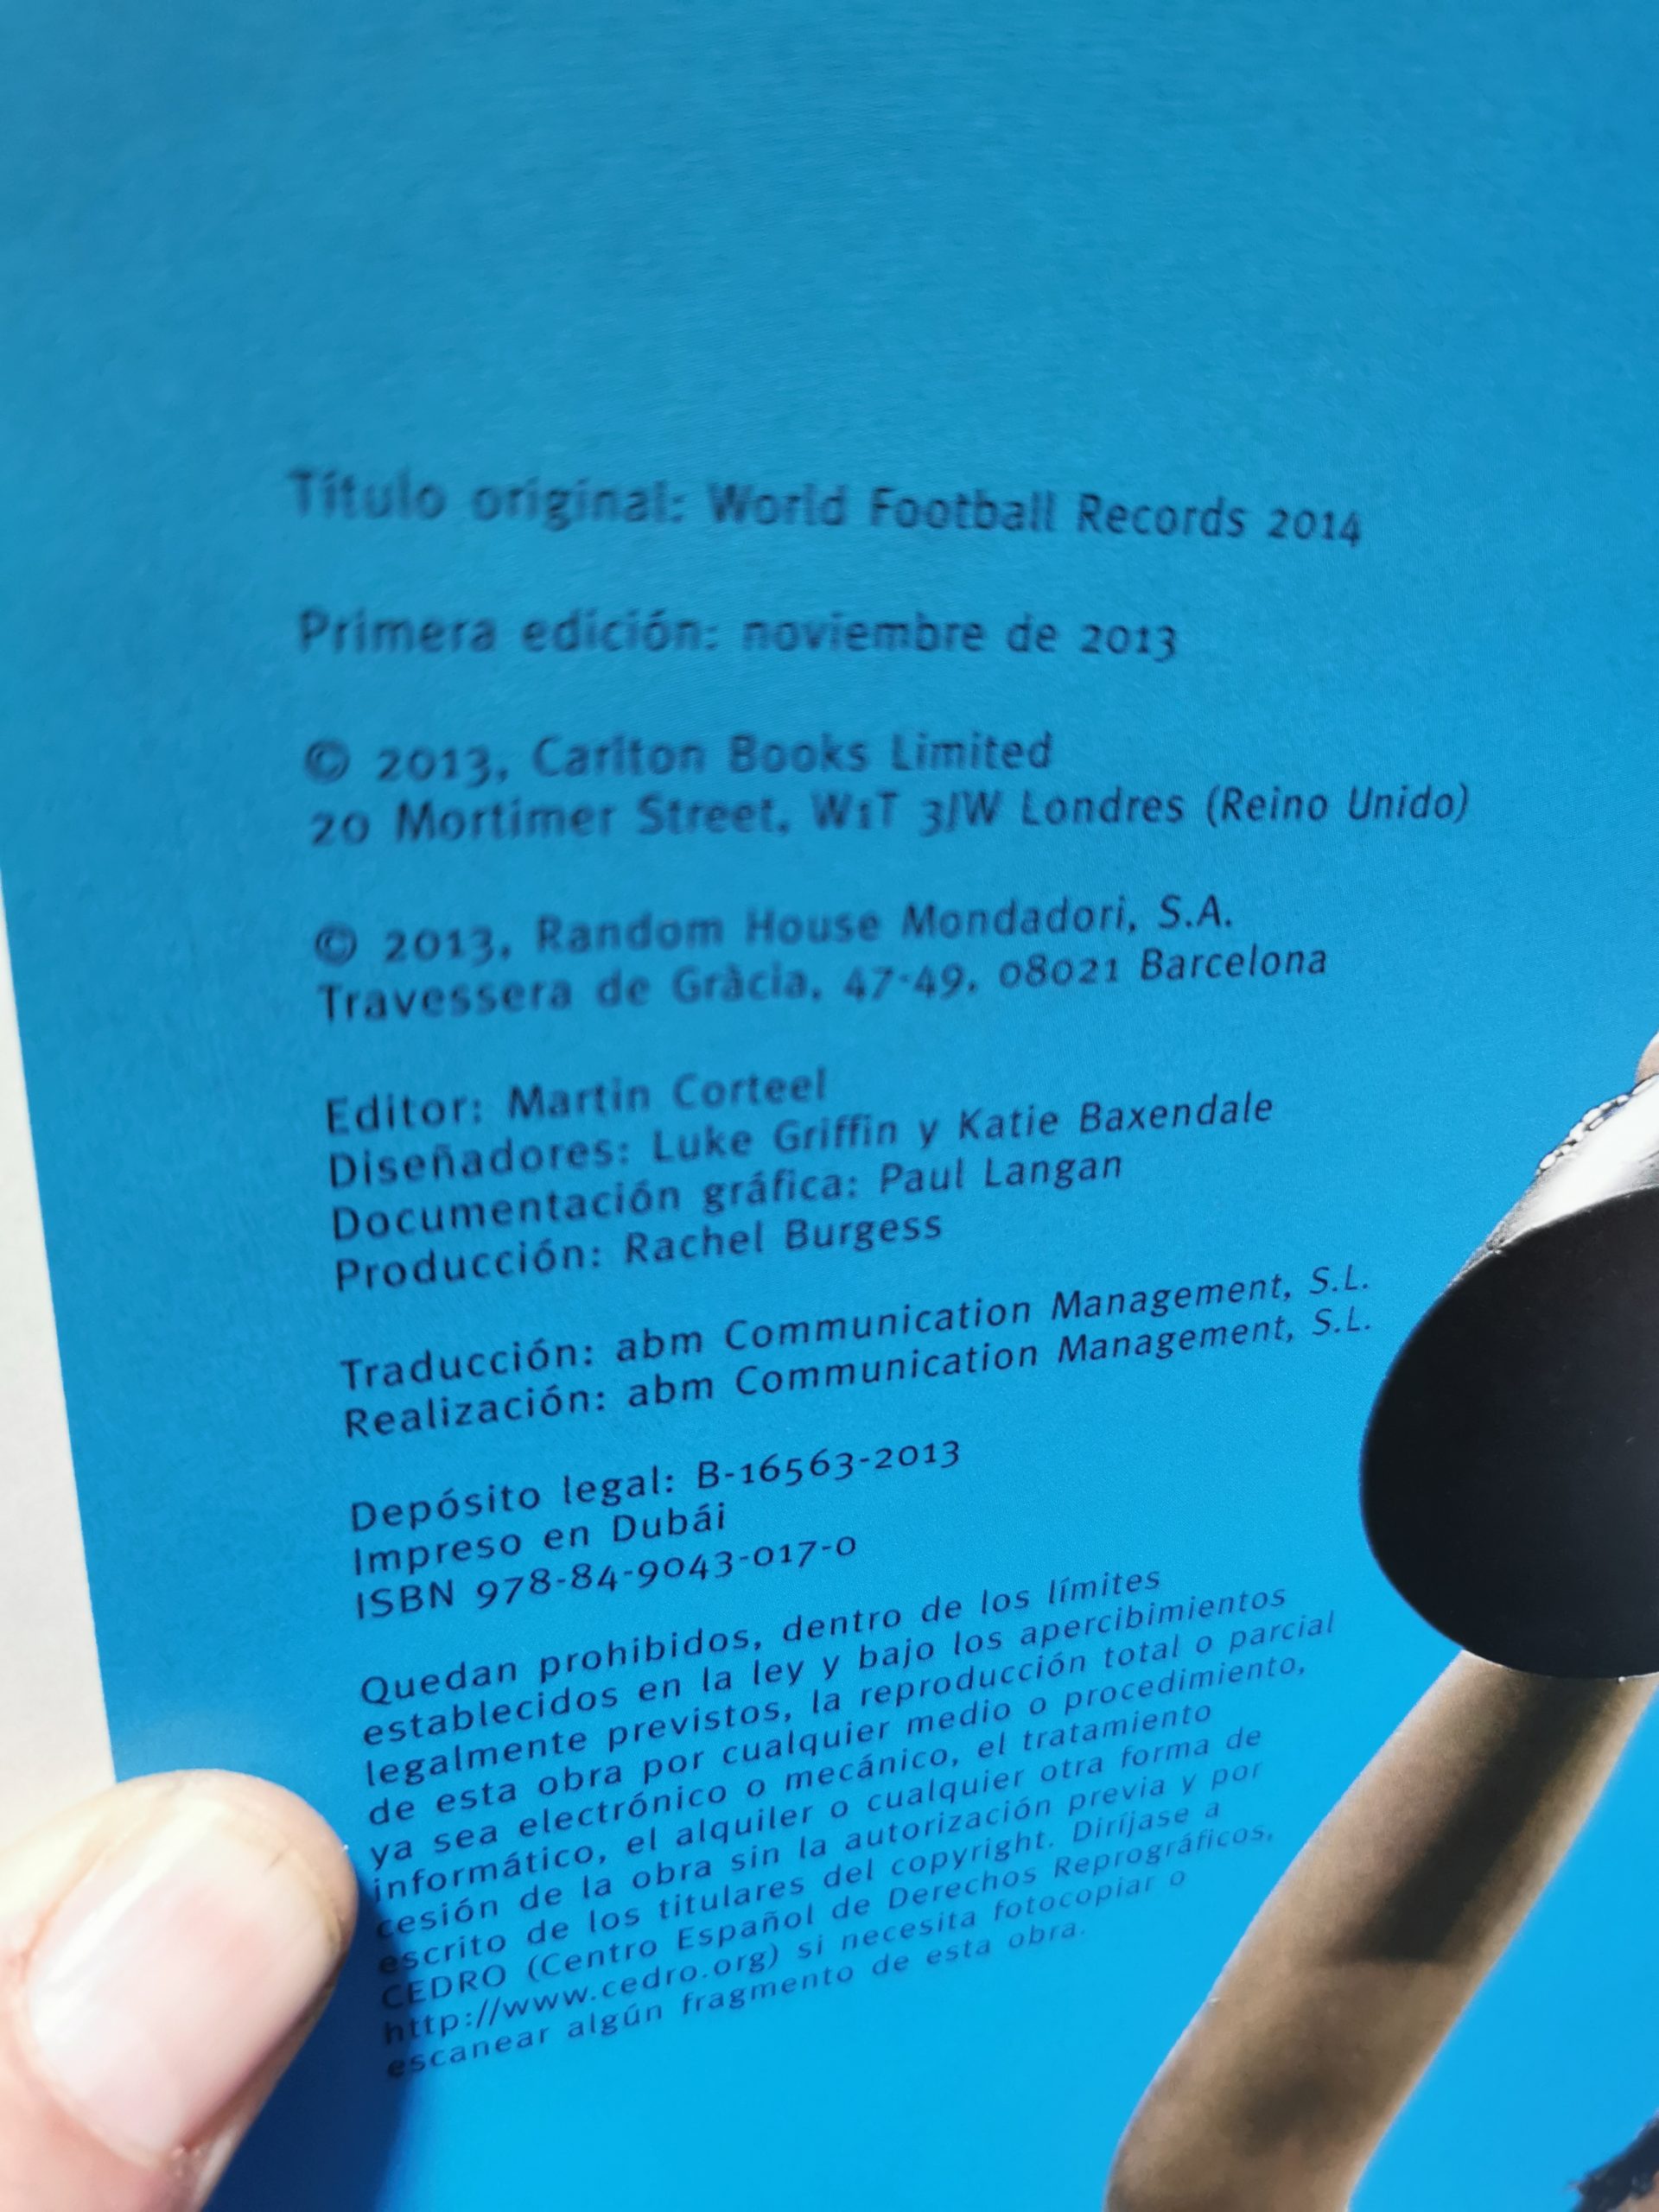 Título original: World Football Records 2014
Primera edición: noviembre de 2013
© 2013, Carlton Books Limited
20 Mortimer Street, W1T 3JW Londres (Reino Unido)
© 2013, Random House Mondadori, S.A.
Travessera de Gràcia, 47-49, 08021 Barcelona
Editor: Martin Corteel
Diseñadores: Luke Griffin y Katie Baxendale
Documentación gráfica: Paul Langan
Producción: Rachel Burgess
Traducción: abm Communication Management, S.L.
Realización: abm Communication Management, S.L.
Depósito legal: B-16563-2013
Impreso en Dubái
ISBN 978-84-9043-017-0
Quedan prohibidos, dentro de los límites
establecidos en la ley y bajo los apercibimientos
legalmente previstos, la reproducción total o parcial
de esta obra por cualquier medio o procedimiento,
ya sea electrónico o mecánico, el tratamiento
informático, el alquiler o cualquier otra forma de
cesión de la obra sin la autorización previa y por
escrito de los titulares del copyright. Diríjase a
CEDRO (Centro Español de Derechos Reprográficos,
http://www.cedro.org) si necesita fotocopiar o
escanear algún fragmento de esta obra.